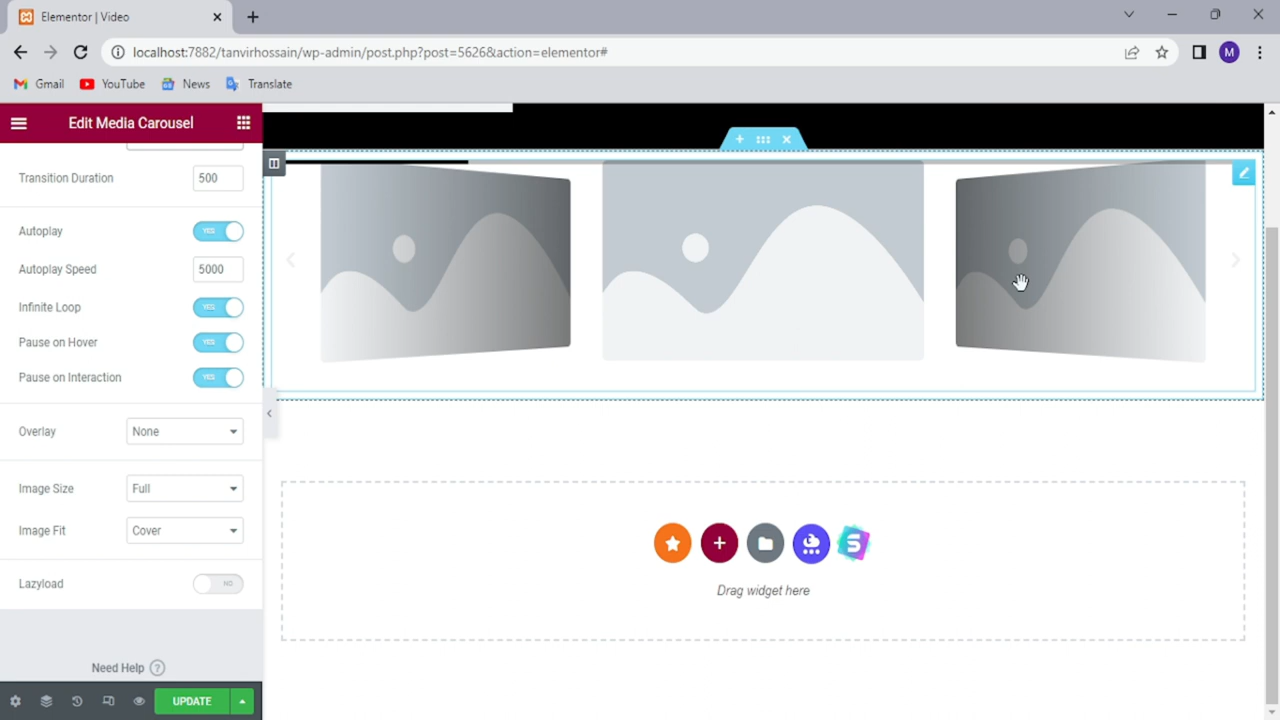 Elementor | Video
localhost:7882/tanvirhossain/wp-admin/post.php?post=5626&action=elementor#
M
Gmail
YouTube
News
Translate
Edit Media Carousel
Transition Duration
500
Autoplay
YES
Autoplay Speed
5000
Infinite Loop
YES
Pause on Hover
YES
Pause on Interaction
YES
Overlay
None
Image Size
Full
Image Fit
Cover
Lazyload
NO
Need Help ?
UPDATE
S
Drag widget here